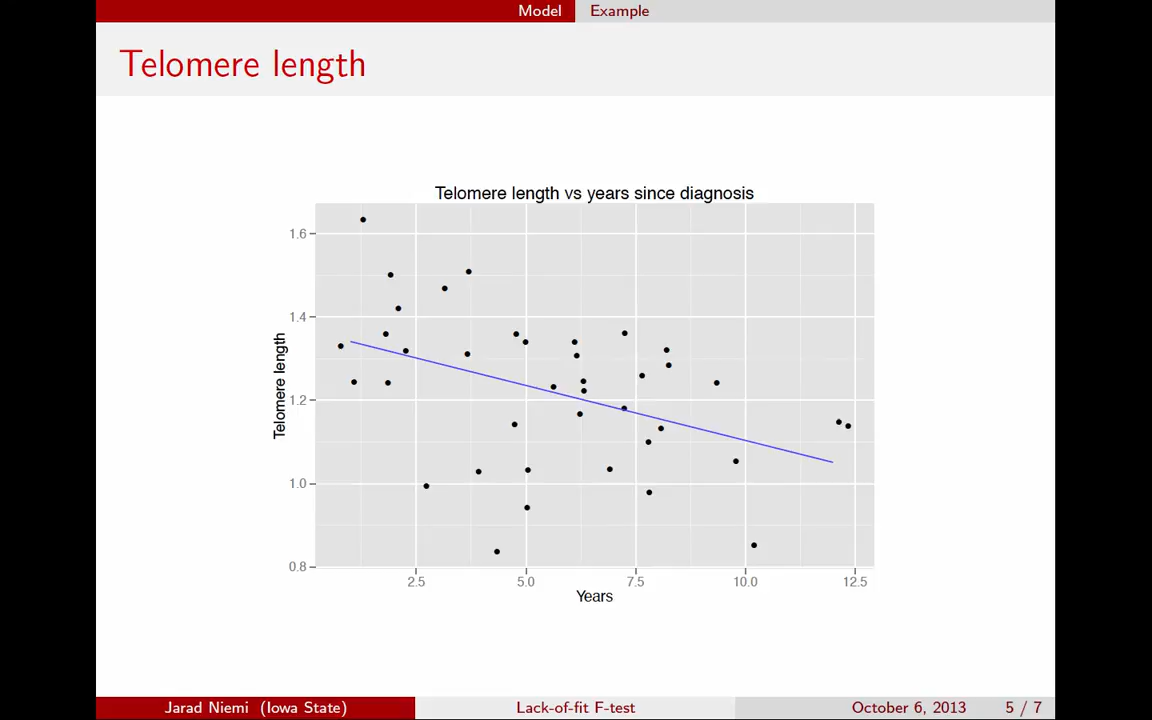 Model Example
Telomere length
Telomere length vs years since diagnosis
1.6
1.4
1.2
1.0
0.8
Telomere length
2.5 5.0 7.5 10.0 12.5
Years
Jarad Niemi (Iowa State) Lack-of-fit F-test October 6, 2013 5 / 7